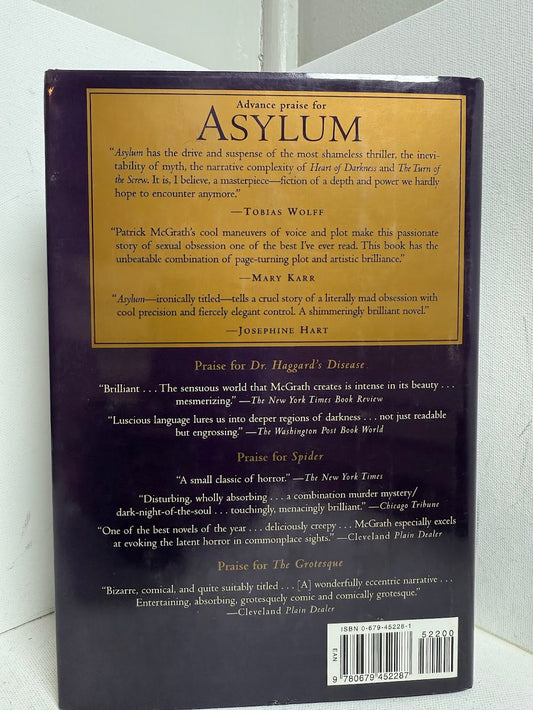 Advance praise for
ASYLUM
"Asylum has the drive and suspense of the most shameless thriller, the inevi-
tability of myth, the narrative complexity of Heart of Darkness and The Turn of
the Screw. It is, I believe, a masterpiece—fiction of a depth and power we hardly
hope to encounter anymore."
—TOBIAS WOLFF
"Patrick McGrath's cool maneuvers of voice and plot make this passionate
story of sexual obsession one of the best I've ever read. This book has the
unbeatable combination of page-turning plot and artistic brilliance."
—MARY KARR
"Asylum—ironically titled—tells a cruel story of a literally mad obsession with
cool precision and fiercely elegant control. A shimmeringly brilliant novel."
—JOSEPHINE HART
Praise for Dr. Haggard's Disease
"Brilliant . . . The sensuous world that McGrath creates is intense in its beauty . . .
mesmerizing." —The New York Times Book Review
"Luscious language lures us into deeper regions of darkness . . . not just readable
but engrossing." —The Washington Post Book World
Praise for Spider
"A small classic of horror." —The New York Times
"Disturbing, wholly absorbing . . . a combination murder mystery/
dark-night-of-the-soul . . . touchingly, menacingly brilliant." —Chicago Tribune
"One of the best novels of the year . . . deliciously creepy . . . McGrath especially excels
at evoking the latent horror in commonplace sights." —Cleveland Plain Dealer
Praise for The Grotesque
"Bizarre, comical, and quite suitably titled . . . [A] wonderfully eccentric narrative . . .
Entertaining, absorbing, grotesquely comic and comically grotesque."
—Cleveland Plain Dealer
ISBN 0-679-45228-1
52200
EAN
9 780679 452287